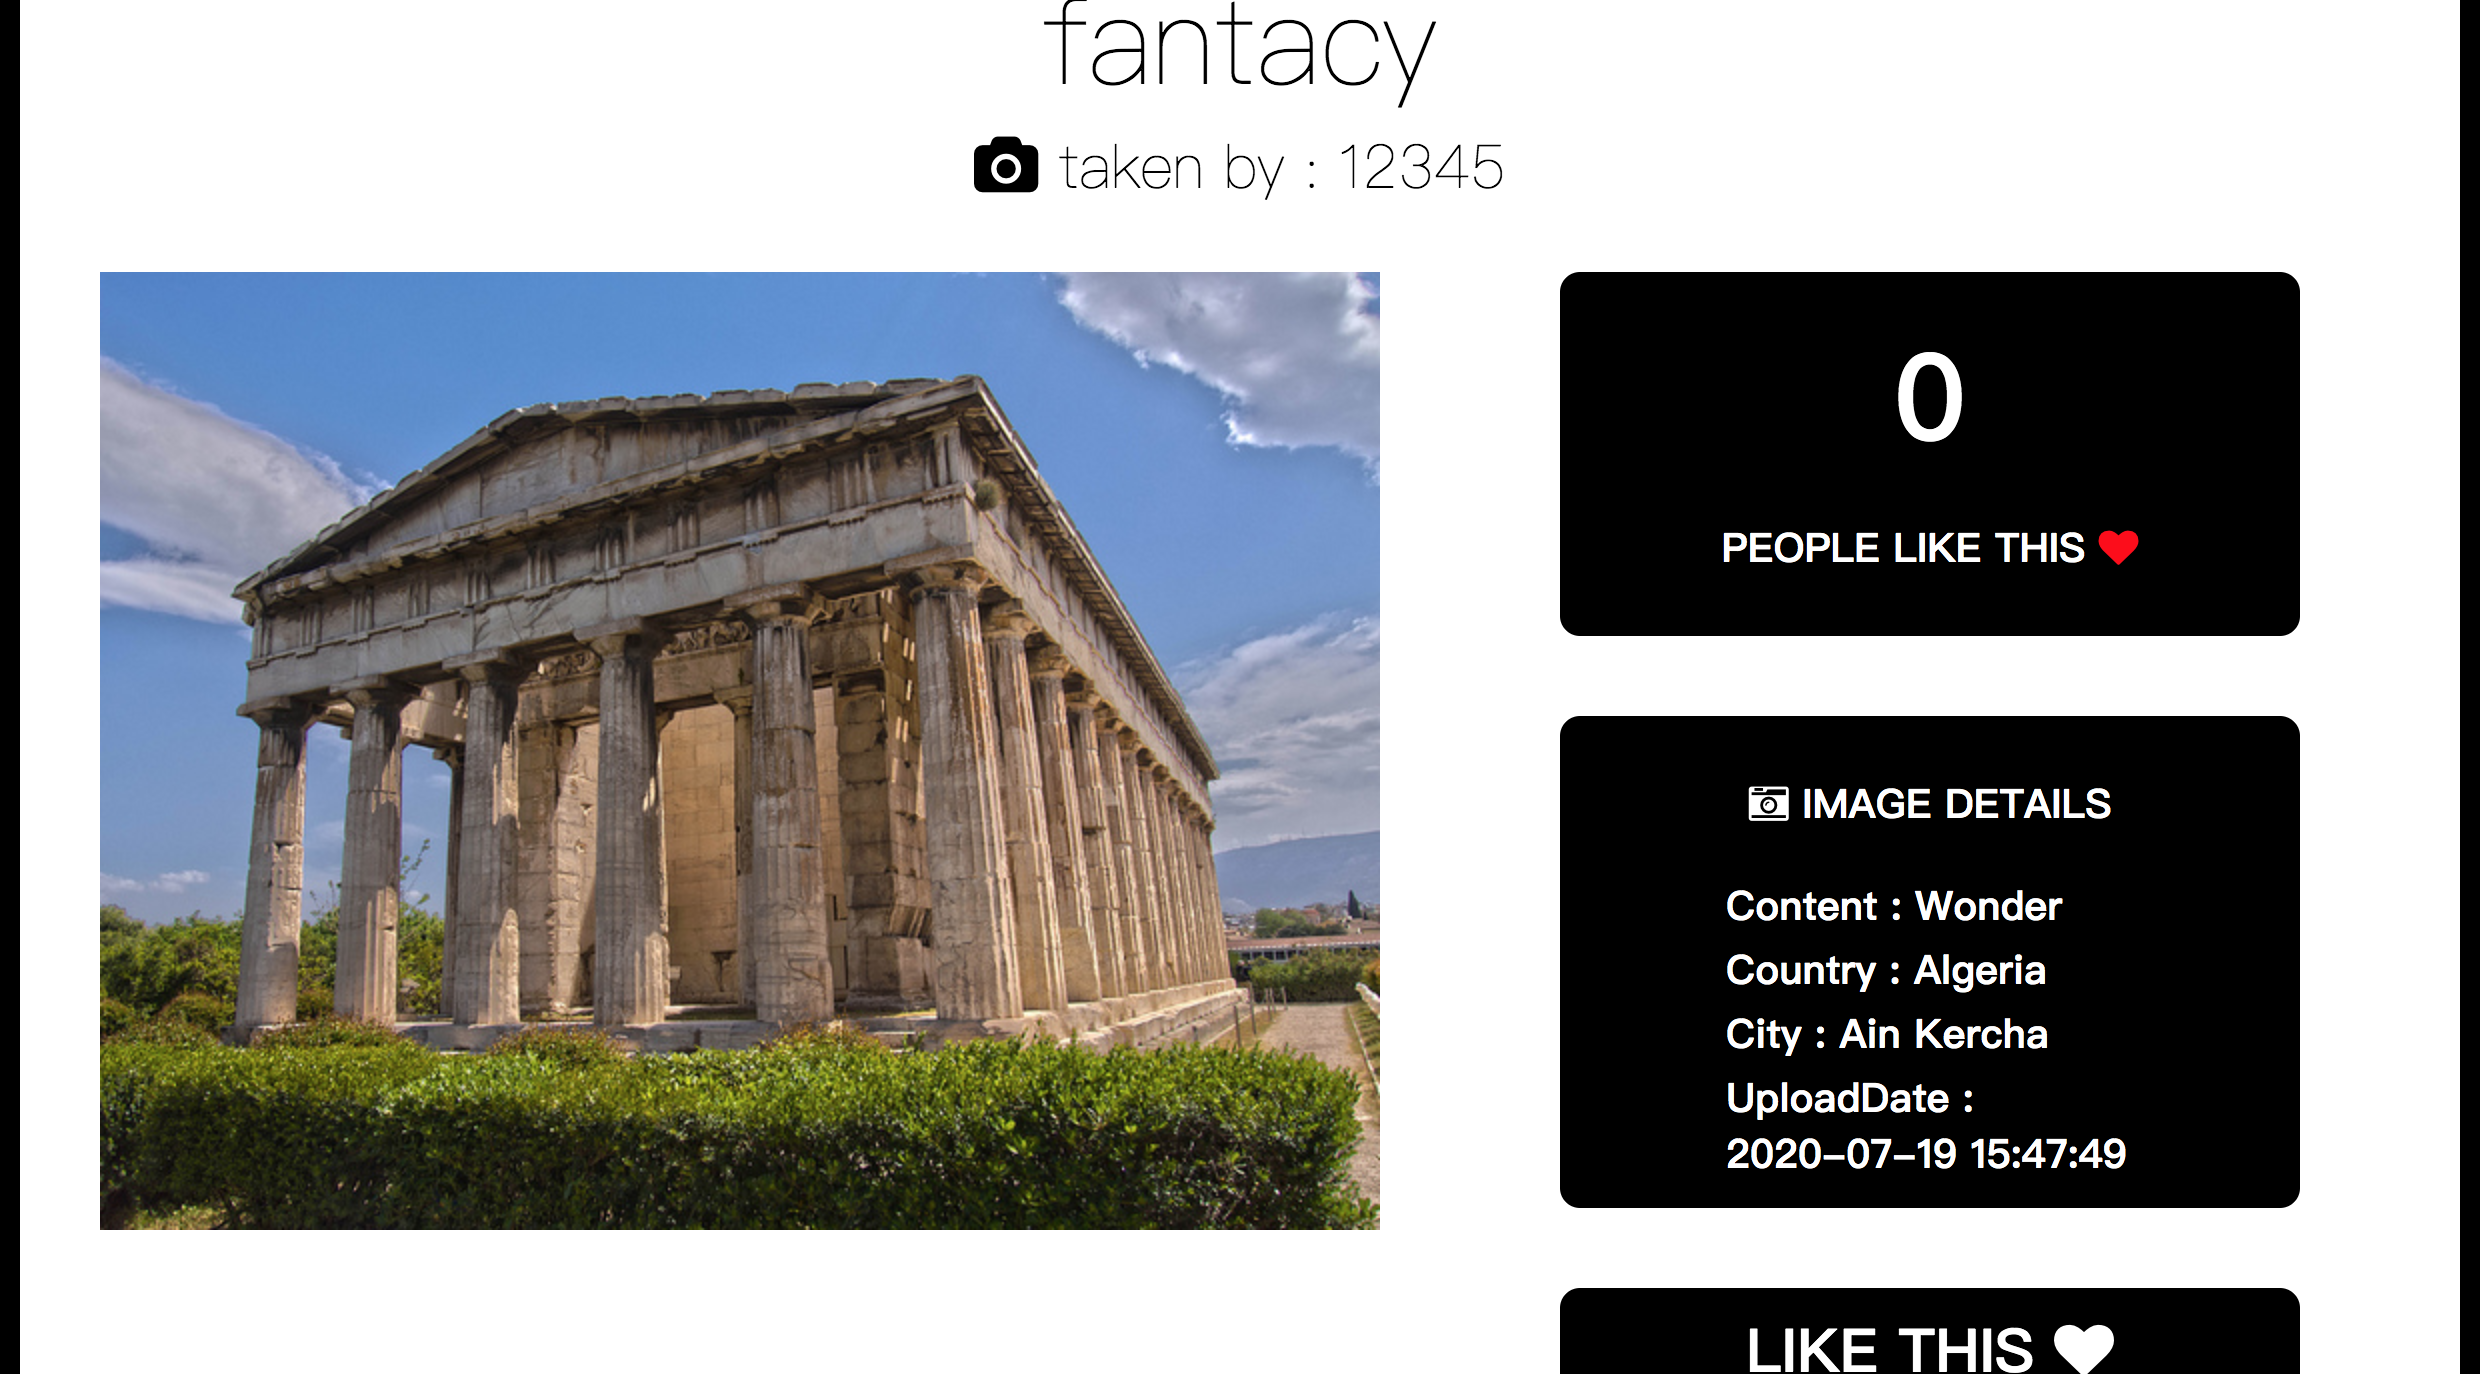 fantacy
taken by : 12345
0
PEOPLE LIKE THIS
IMAGE DETAILS
Content : Wonder
Country : Algeria
City : Ain Kercha
UploadDate :
2020-07-19 15:47:49
LIKE THIS